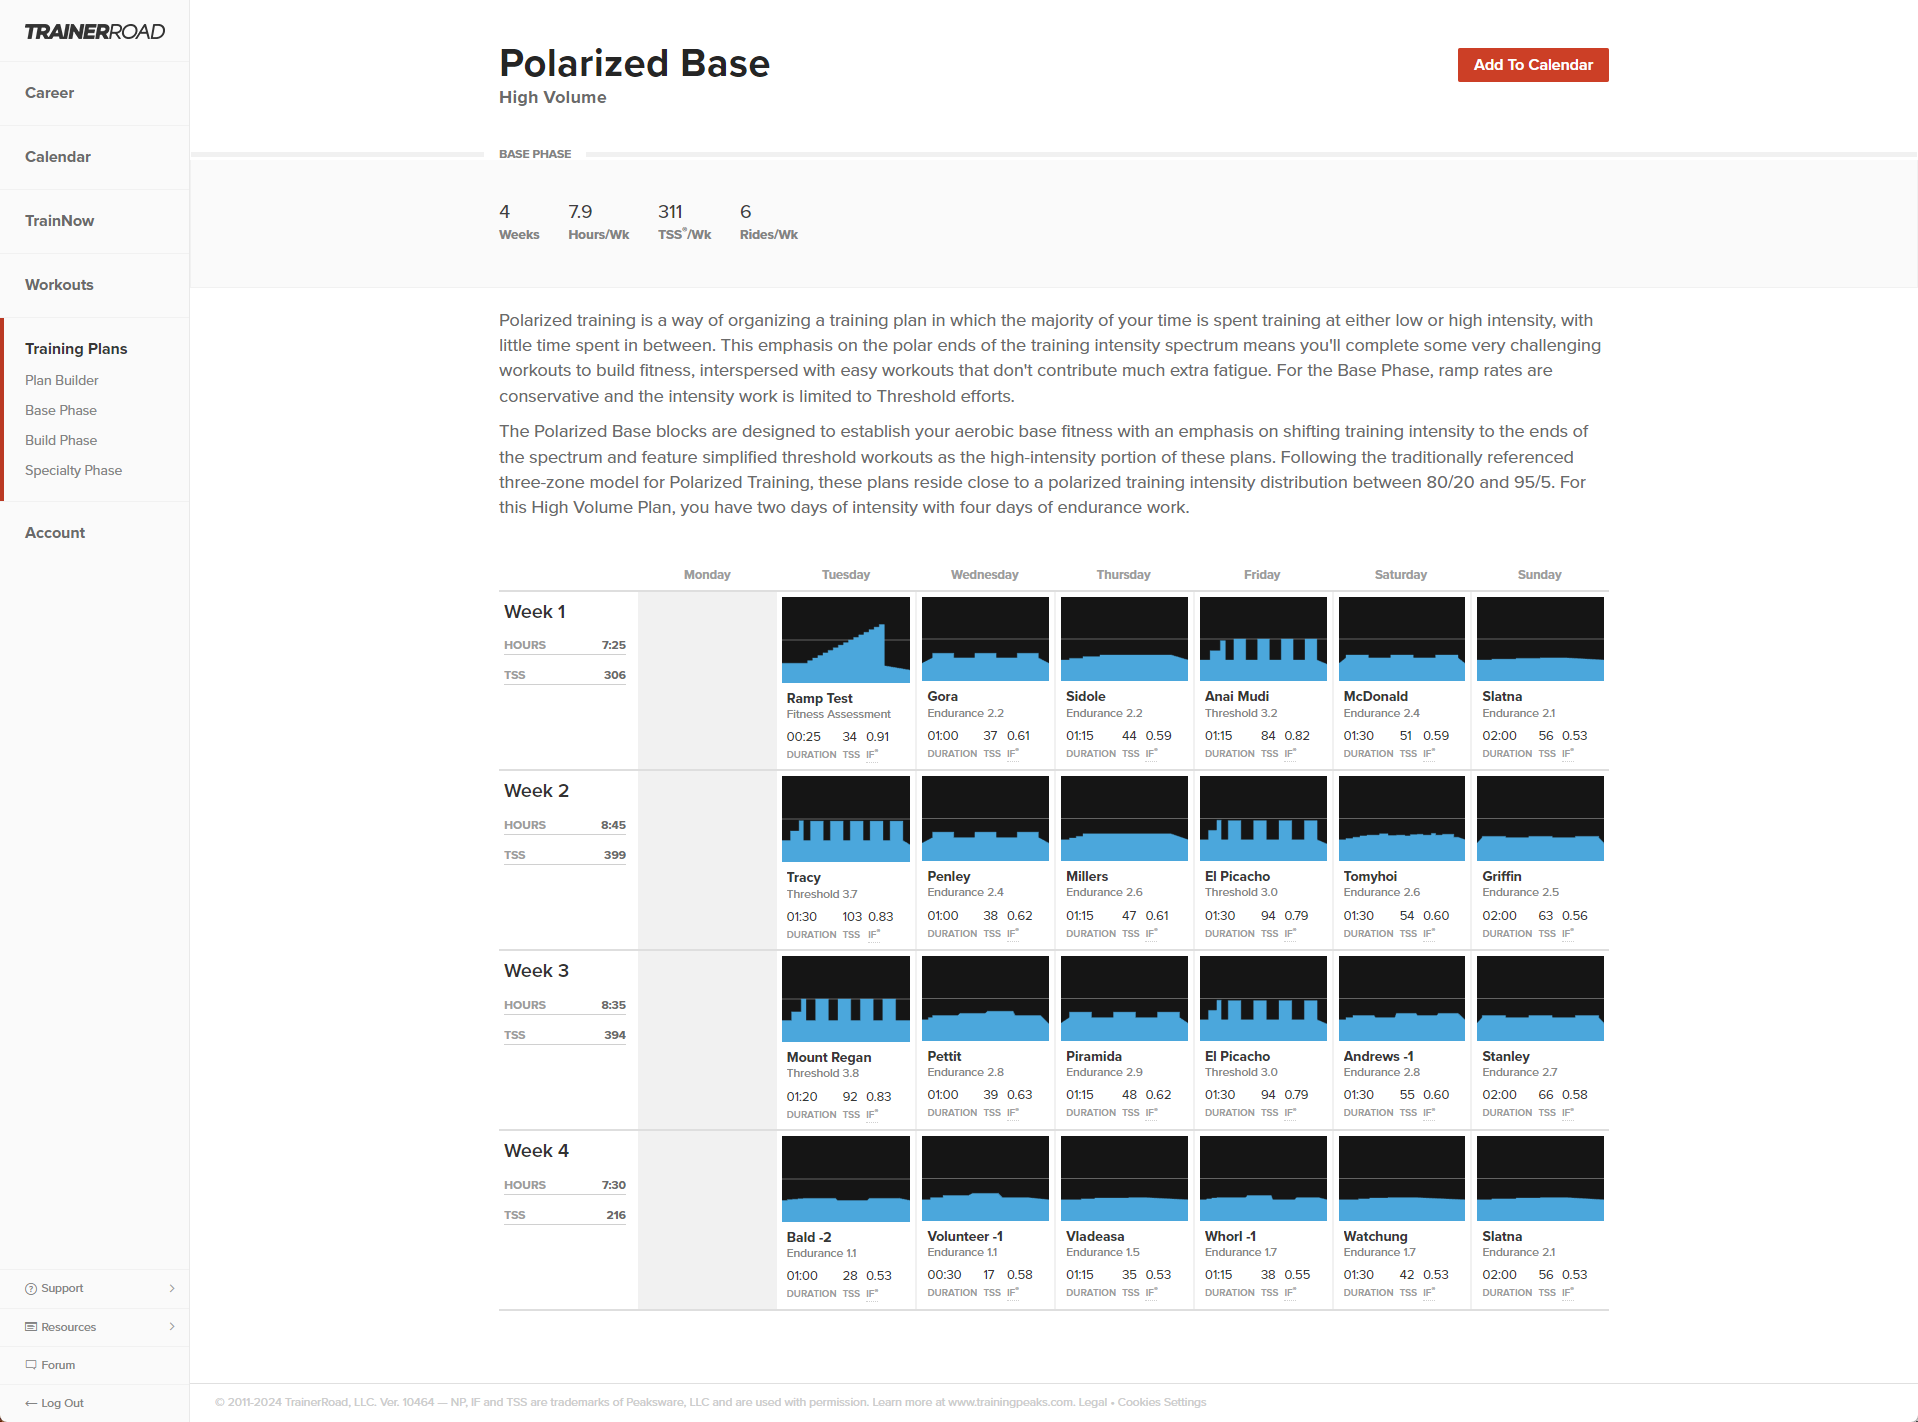 TRAINERROAD
Career
Calendar
TrainNow
Workouts
Training Plans
Plan Builder
Base Phase
Build Phase
Specialty Phase
Account
Support
Resources
Forum
Log Out
Polarized Base
High Volume
Add To Calendar
BASE PHASE
4 7.9 311 6
Weeks Hours/Wk TSS®/Wk Rides/Wk
Polarized training is a way of organizing a training plan in which the majority of your time is spent training at either low or high intensity, with
little time spent in between. This emphasis on the polar ends of the training intensity spectrum means you'll complete some very challenging
workouts to build fitness, interspersed with easy workouts that don't contribute much extra fatigue. For the Base Phase, ramp rates are
conservative and the intensity work is limited to Threshold efforts.
The Polarized Base blocks are designed to establish your aerobic base fitness with an emphasis on shifting training intensity to the ends of
the spectrum and feature simplified threshold workouts as the high-intensity portion of these plans. Following the traditionally referenced
three-zone model for Polarized Training, these plans reside close to a polarized training intensity distribution between 80/20 and 95/5. For
this High Volume Plan, you have two days of intensity with four days of endurance work.
Monday Tuesday Wednesday Thursday Friday Saturday Sunday
Week 1
HOURS 7:25
TSS 306
Ramp Test Gora Sidole Anai Mudi McDonald Slatna
Fitness Assessment Endurance 2.2 Endurance 2.2 Threshold 3.2 Endurance 2.4 Endurance 2.1
00:25 34 0.91 01:00 37 0.61 01:15 44 0.59 01:15 84 0.82 01:30 51 0.59 02:00 56 0.53
DURATION TSS IF® DURATION TSS IF® DURATION TSS IF® DURATION TSS IF® DURATION TSS IF® DURATION TSS IF®
Week 2
HOURS 8:45
TSS 399
Tracy Penley Millers El Picacho Tomyhoi Griffin
Threshold 3.7 Endurance 2.4 Endurance 2.6 Threshold 3.0 Endurance 2.6 Endurance 2.5
01:30 103 0.83 01:00 38 0.62 01:15 47 0.61 01:30 94 0.79 01:30 54 0.60 02:00 63 0.56
DURATION TSS IF® DURATION TSS IF® DURATION TSS IF® DURATION TSS IF® DURATION TSS IF® DURATION TSS IF®
Week 3
HOURS 8:35
TSS 394
Mount Regan Pettit Piramida El Picacho Andrews -1 Stanley
Threshold 3.8 Endurance 2.8 Endurance 2.9 Threshold 3.0 Endurance 2.8 Endurance 2.7
01:20 92 0.83 01:00 39 0.63 01:15 48 0.62 01:30 94 0.79 01:30 55 0.60 02:00 66 0.58
DURATION TSS IF® DURATION TSS IF® DURATION TSS IF® DURATION TSS IF® DURATION TSS IF® DURATION TSS IF®
Week 4
HOURS 7:30
TSS 216
Bald -2 Volunteer -1 Vladeasa Whorl -1 Watchung Slatna
Endurance 1.1 Endurance 1.1 Endurance 1.5 Endurance 1.7 Endurance 1.7 Endurance 2.1
01:00 28 0.53 00:30 17 0.58 01:15 35 0.53 01:15 38 0.55 01:30 42 0.53 02:00 56 0.53
DURATION TSS IF® DURATION TSS IF® DURATION TSS IF® DURATION TSS IF® DURATION TSS IF® DURATION TSS IF®
© 2011-2024 TrainerRoad, LLC. Ver. 10464 — NP, IF and TSS are trademarks of Peaksware, LLC and are used with permission. Learn more at www.trainingpeaks.com. Legal • Cookies Settings